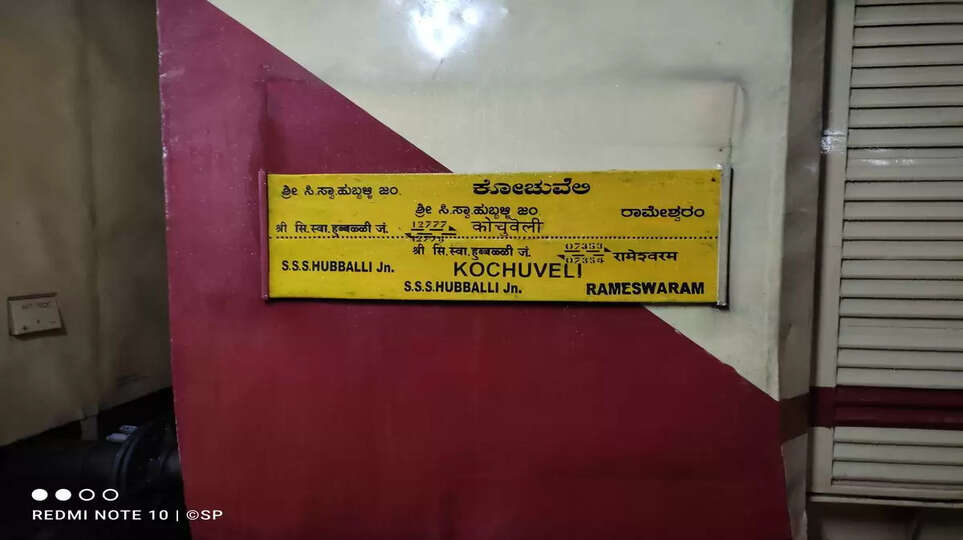 ಶ್ರೀ ಸಿ.ಸ್ವಾ.ಹುಬ್ಬಳ್ಳಿ ಜಂ. ಕೋಚುವೆಲಿ
ಶ್ರೀ ಸಿ.ಸ್ವಾ.ಹುಬ್ಬಳ್ಳಿ ಜಂ ರಾಮೇಶ್ವರಂ
श्री सि.स्वा.हुब्बळ्ळी जं. 12777 कोचुवेली
श्री सि.स्वा.हुब्बळ्ळी जं. 07353 रामेश्वरम
07354
S.S.S.HUBBALLI Jn. KOCHUVELI
S.S.S.HUBBALLI Jn. RAMESWARAM
REDMI NOTE 10 | ©SP